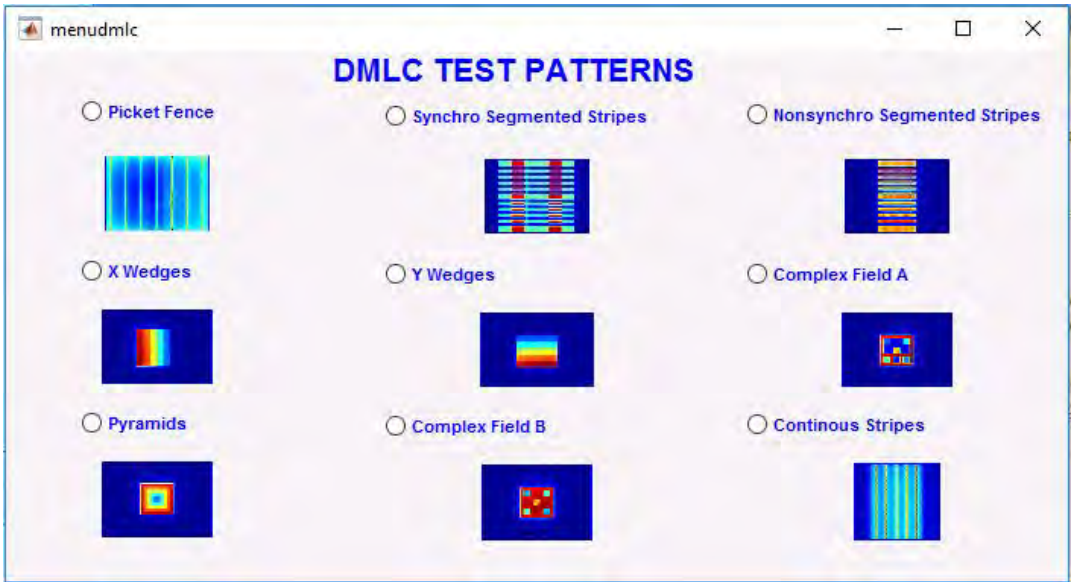 menudmlc
DMLC TEST PATTERNS
Picket Fence
Synchro Segmented Stripes
Nonsynchro Segmented Stripes
X Wedges
Y Wedges
Complex Field A
Pyramids
Complex Field B
Continous Stripes